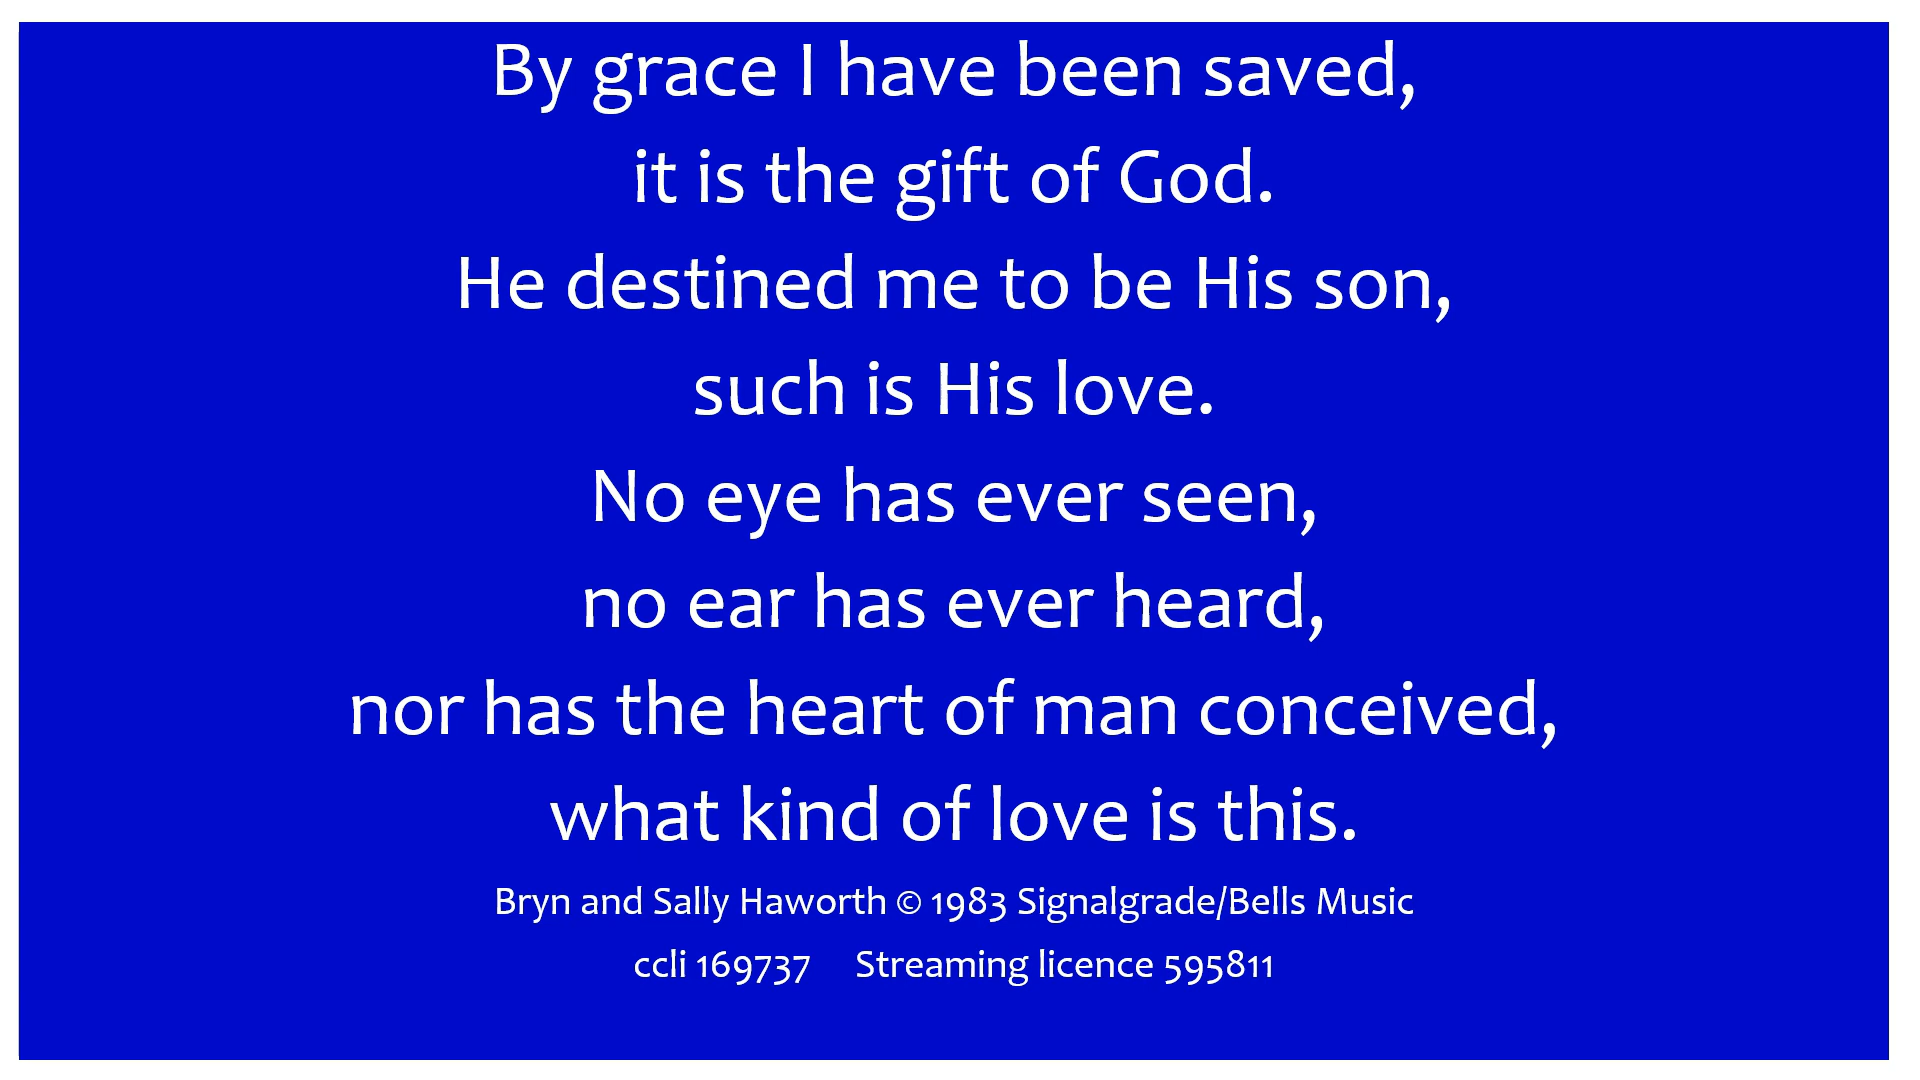 By grace I have been saved,
it is the gift of God.
He destined me to be His son,
such is His love.
No eye has ever seen,
no ear has ever heard,
nor has the heart of man conceived,
what kind of love is this.
Bryn and Sally Haworth © 1983 Signalgrade/Bells Music
ccli 169737 Streaming licence 595811